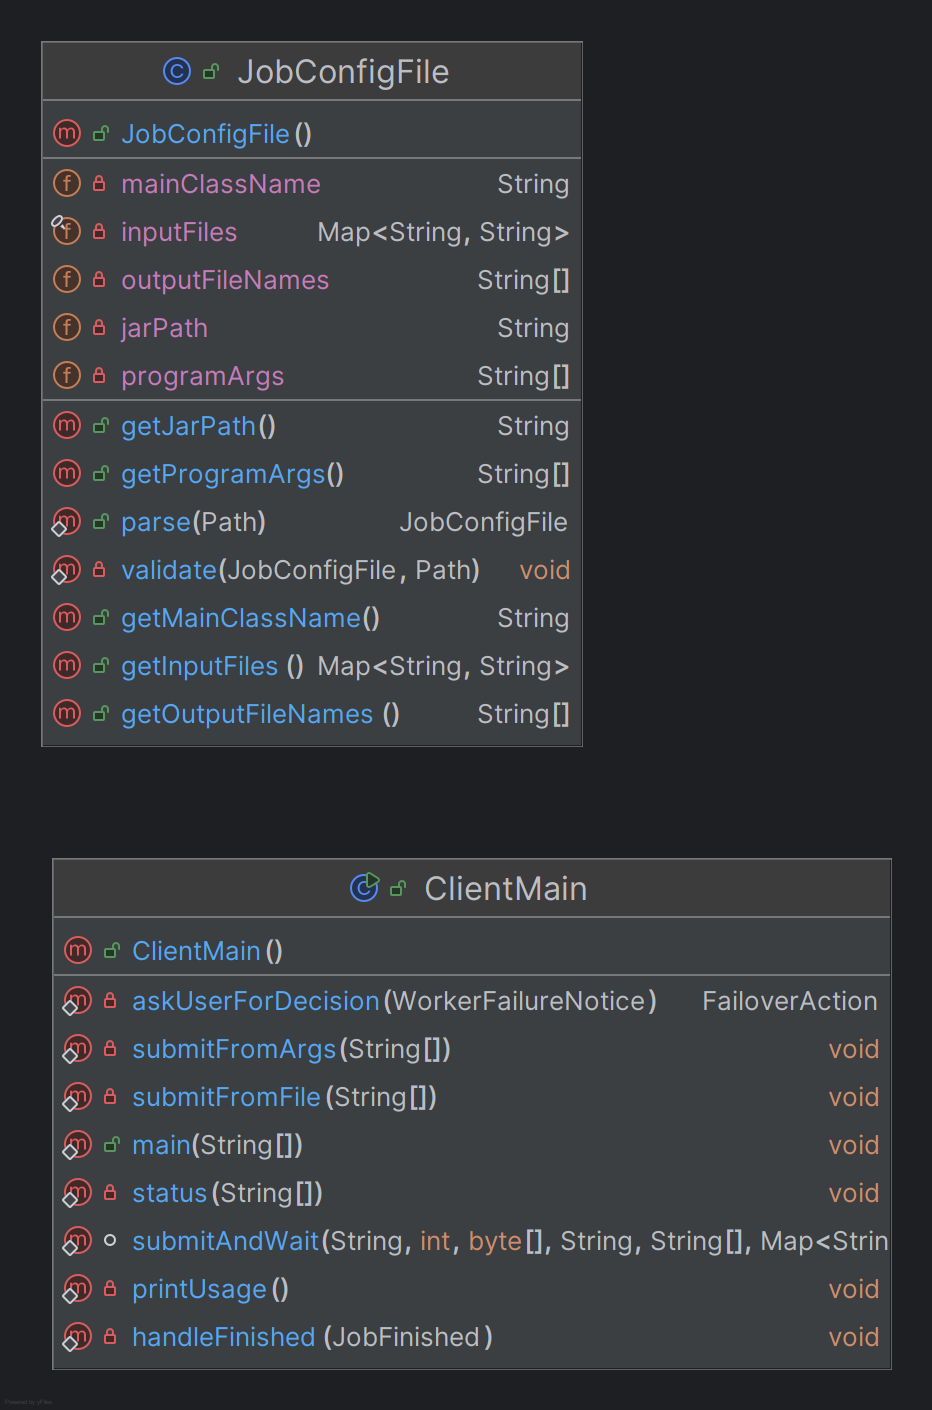 JobConfigFile
JobConfigFile()
mainClassName String
inputFiles Map<String, String>
outputFileNames String[]
jarPath String
programArgs String[]
getJarPath() String
getProgramArgs() String[]
parse(Path) JobConfigFile
validate(JobConfigFile, Path) void
getMainClassName() String
getInputFiles () Map<String, String>
getOutputFileNames () String[]
ClientMain
ClientMain()
askUserForDecision(WorkerFailureNotice) FailoverAction
submitFromArgs(String[]) void
submitFromFile(String[]) void
main(String[]) void
status(String[]) void
submitAndWait(String, int, byte[], String, String[], Map<Strin
printUsage() void
handleFinished (JobFinished) void
Powered by yFiles